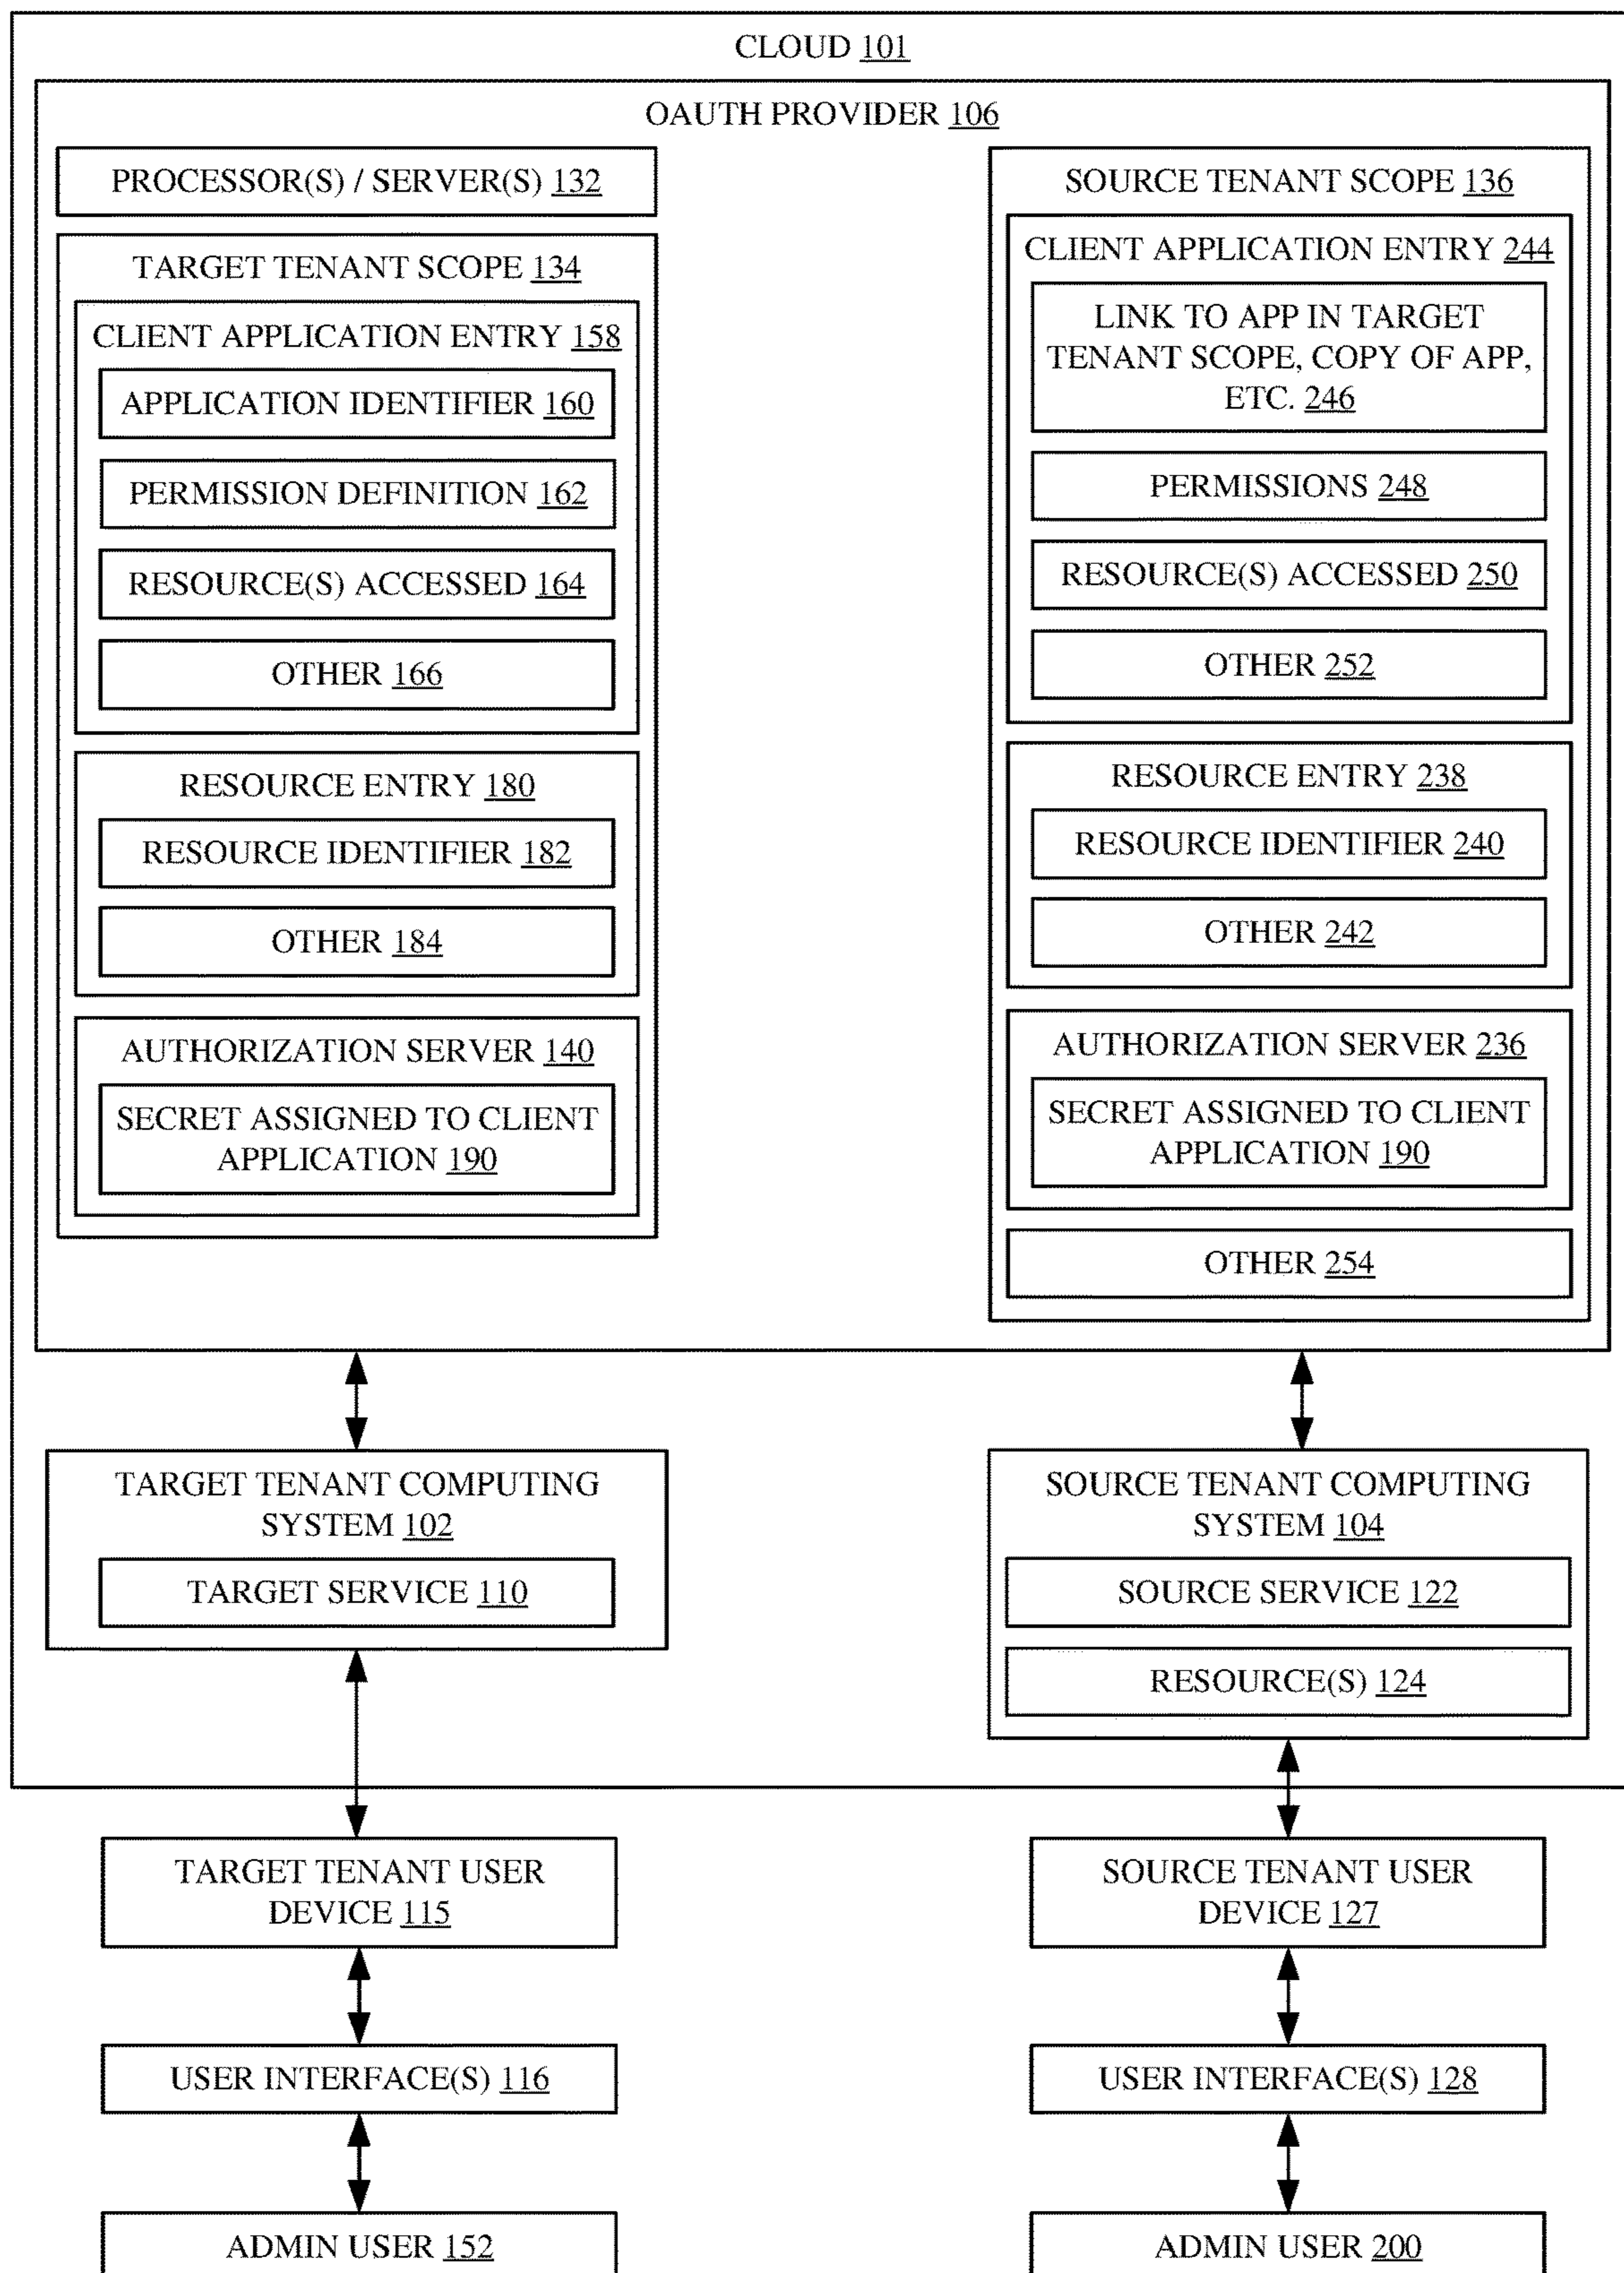 CLOUD 101
OAUTH PROVIDER 106
PROCESSOR(S) / SERVER(S) 132
TARGET TENANT SCOPE 134
CLIENT APPLICATION ENTRY 158
APPLICATION IDENTIFIER 160
PERMISSION DEFINITION 162
RESOURCE(S) ACCESSED 164
OTHER 166
RESOURCE ENTRY 180
RESOURCE IDENTIFIER 182
OTHER 184
AUTHORIZATION SERVER 140
SECRET ASSIGNED TO CLIENT
APPLICATION 190
SOURCE TENANT SCOPE 136
CLIENT APPLICATION ENTRY 244
LINK TO APP IN TARGET
TENANT SCOPE, COPY OF APP,
ETC. 246
PERMISSIONS 248
RESOURCE(S) ACCESSED 250
OTHER 252
RESOURCE ENTRY 238
RESOURCE IDENTIFIER 240
OTHER 242
AUTHORIZATION SERVER 236
SECRET ASSIGNED TO CLIENT
APPLICATION 190
OTHER 254
TARGET TENANT COMPUTING
SYSTEM 102
TARGET SERVICE 110
SOURCE TENANT COMPUTING
SYSTEM 104
SOURCE SERVICE 122
RESOURCE(S) 124
TARGET TENANT USER
DEVICE 115
SOURCE TENANT USER
DEVICE 127
USER INTERFACE(S) 116
USER INTERFACE(S) 128
ADMIN USER 152
ADMIN USER 200